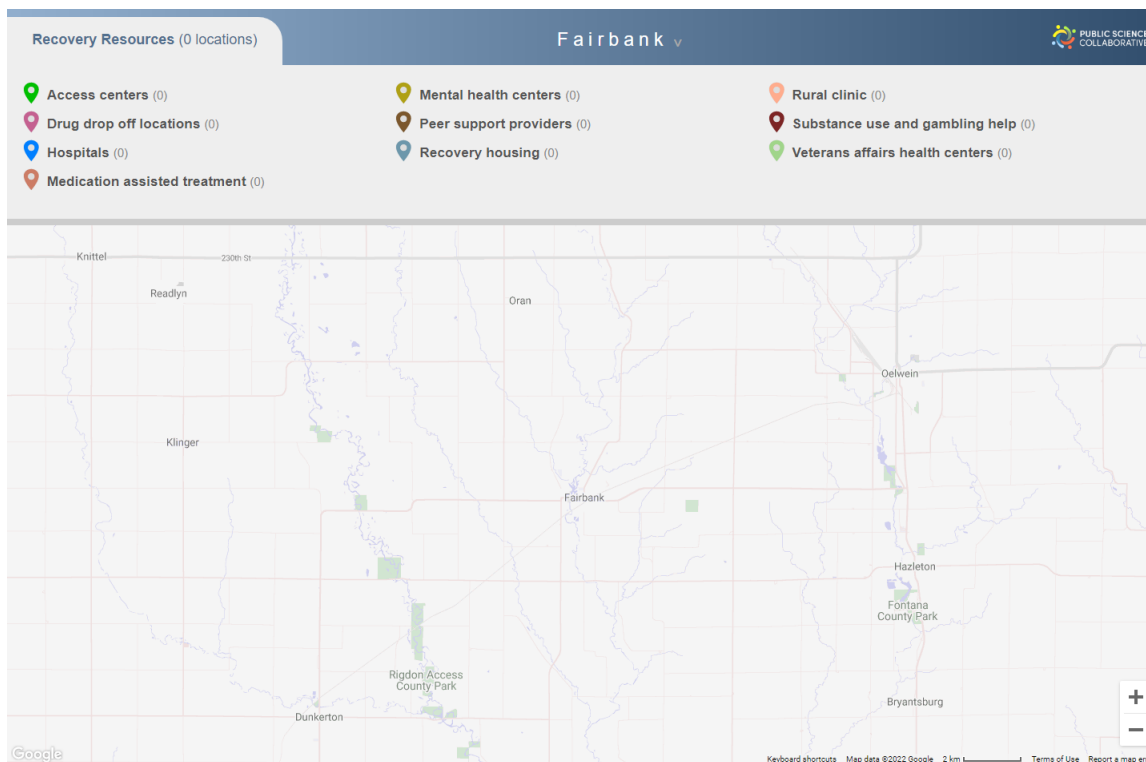 Recovery Resources (0 locations)
Fairbank v
PUBLIC SCIENCE
COLLABORATIVE
Access centers (0)
Mental health centers (0)
Rural clinic (0)
Drug drop off locations (0)
Peer support providers (0)
Substance use and gambling help (0)
Hospitals (0)
Recovery housing (0)
Veterans affairs health centers (0)
Medication assisted treatment (0)
Knittel
230th St
Readlyn
Oran
Oelwein
Klinger
Fairbank
Hazleton
Fontana
County Park
Rigdon Access
County Park
Bryantsburg
Dunkerton
+
−
Google
Keyboard shortcuts
Map data ©2022 Google
2 km
Terms of Use
Report a map er